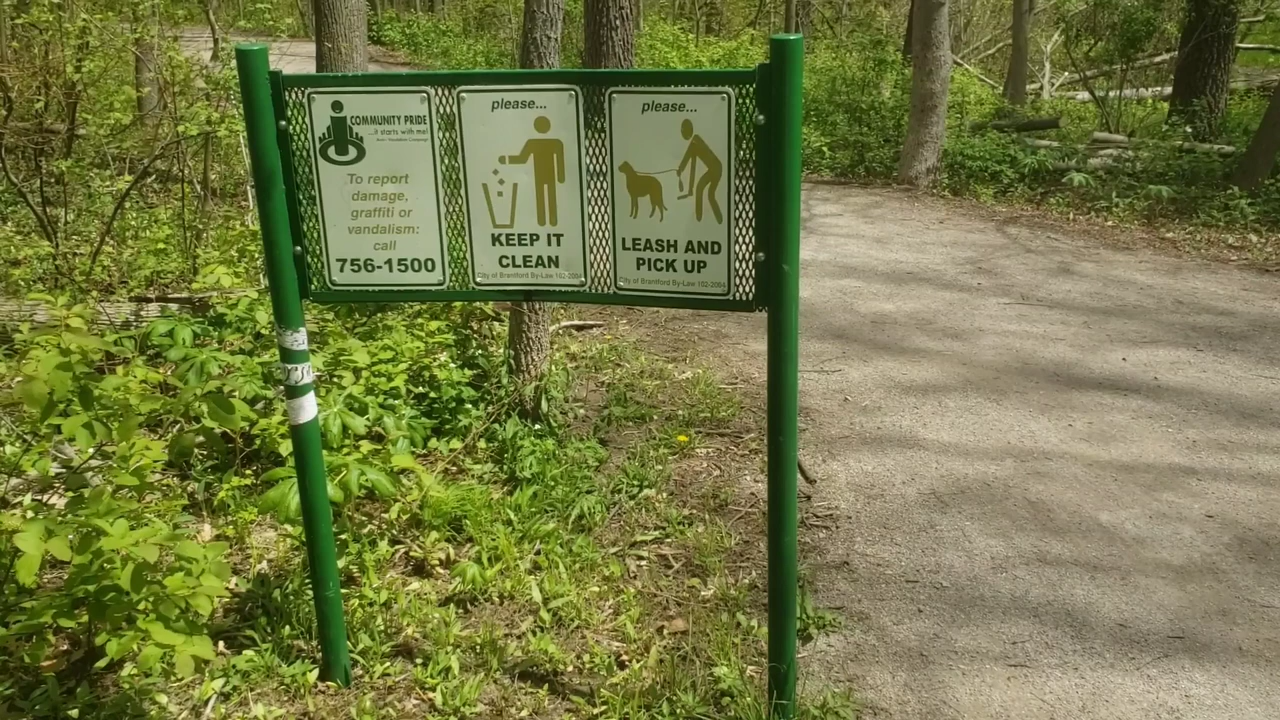 COMMUNITY PRIDE
...it starts with me!
To report
damage,
graffiti or
vandalism:
call
756-1500
please...
KEEP IT
CLEAN
City of Brantford By-Law 102-2004
please...
LEASH AND
PICK UP
City of Brantford By-Law 102-2004